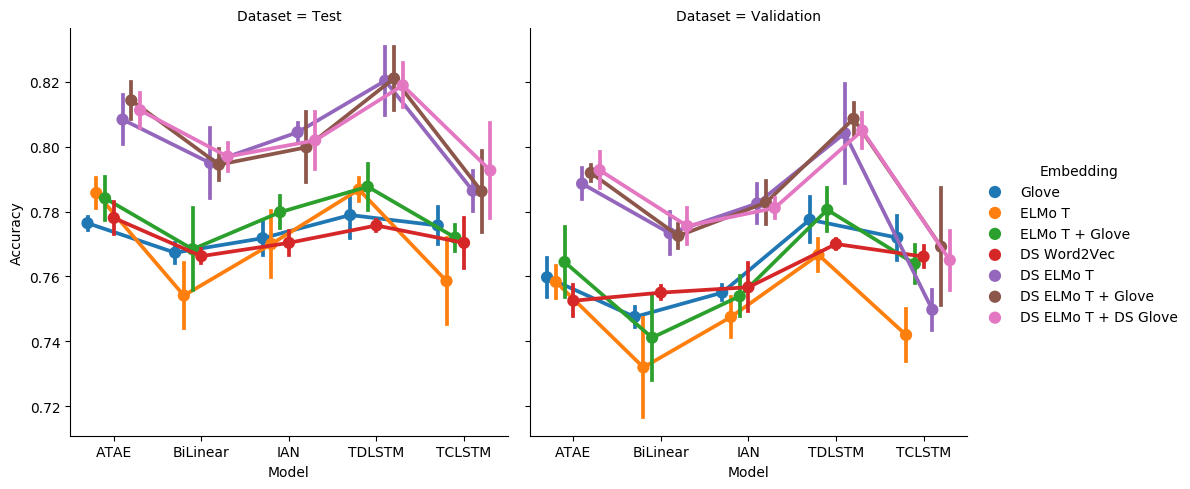 Dataset = Test
Dataset = Validation
Accuracy
0.82
0.80
0.78
0.76
0.74
0.72
ATAE
BiLinear
IAN
TDLSTM
TCLSTM
Model
ATAE
BiLinear
IAN
TDLSTM
TCLSTM
Model
Embedding
Glove
ELMo T
ELMo T + Glove
DS Word2Vec
DS ELMo T
DS ELMo T + Glove
DS ELMo T + DS Glove